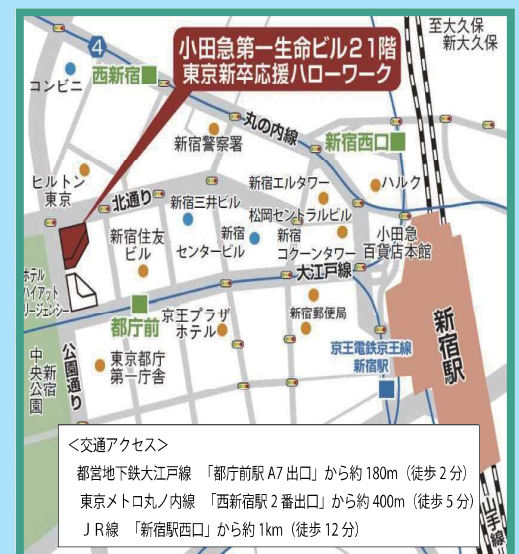 小田急第一生命ビル21階
東京新卒応援ハローワーク
至大久保
新大久保
4
コンビニ
西新宿
丸の内線
新宿警察署
新宿西口
ヒルトン
東京
北通り
新宿三井ビル
新宿エルタワー
ハルク
松岡セントラルビル
新宿住友
ビル
新宿
センタービル
新宿
コクーンタワー
小田急
百貨店本館
大江戸線
ホテル
ハイアット
リージェンシー
都庁前
京王プラザ
ホテル
新宿郵便局
新宿駅
京王電鉄京王線
新宿駅
公園通り
新宿
中央公園
東京都庁
第一庁舎
山手線
<交通アクセス>
都営地下鉄大江戸線 「都庁前駅 A7 出口」から約 180m(徒歩 2 分)
東京メトロ丸ノ内線 「西新宿駅 2 番出口」から約 400m(徒歩 5 分)
JR線 「新宿駅西口」から約 1km(徒歩 12 分)